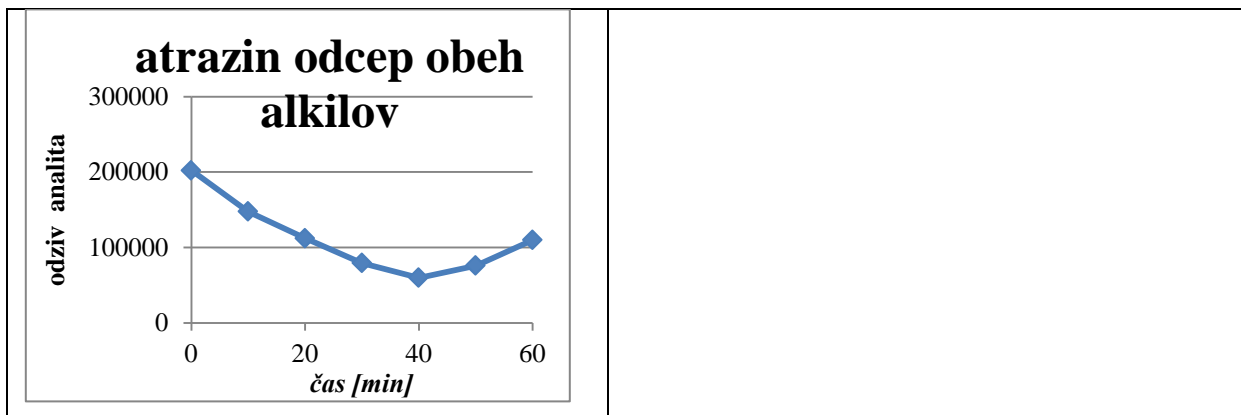 atrazin odcep obeh
alkilov
300000
200000
100000
0
odziv analita
0 20 40 60
čas [min]